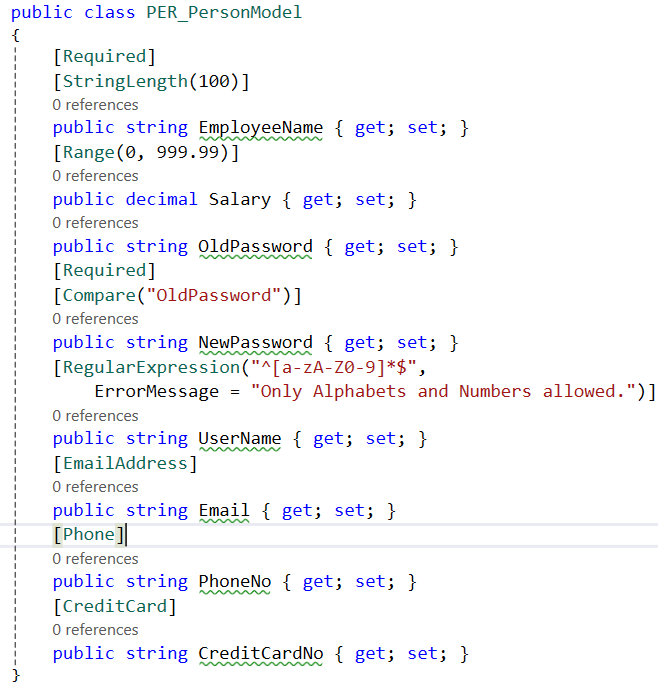 public class PER_PersonModel
{
[Required]
[StringLength(100)]
0 references
public string EmployeeName { get; set; }
[Range(0, 999.99)]
0 references
public decimal Salary { get; set; }
0 references
public string OldPassword { get; set; }
[Required]
[Compare("OldPassword")]
0 references
public string NewPassword { get; set; }
[RegularExpression("^[a-zA-Z0-9]*$",
ErrorMessage = "Only Alphabets and Numbers allowed.")]
0 references
public string UserName { get; set; }
[EmailAddress]
0 references
public string Email { get; set; }
[Phone]
0 references
public string PhoneNo { get; set; }
[CreditCard]
0 references
public string CreditCardNo { get; set; }
}